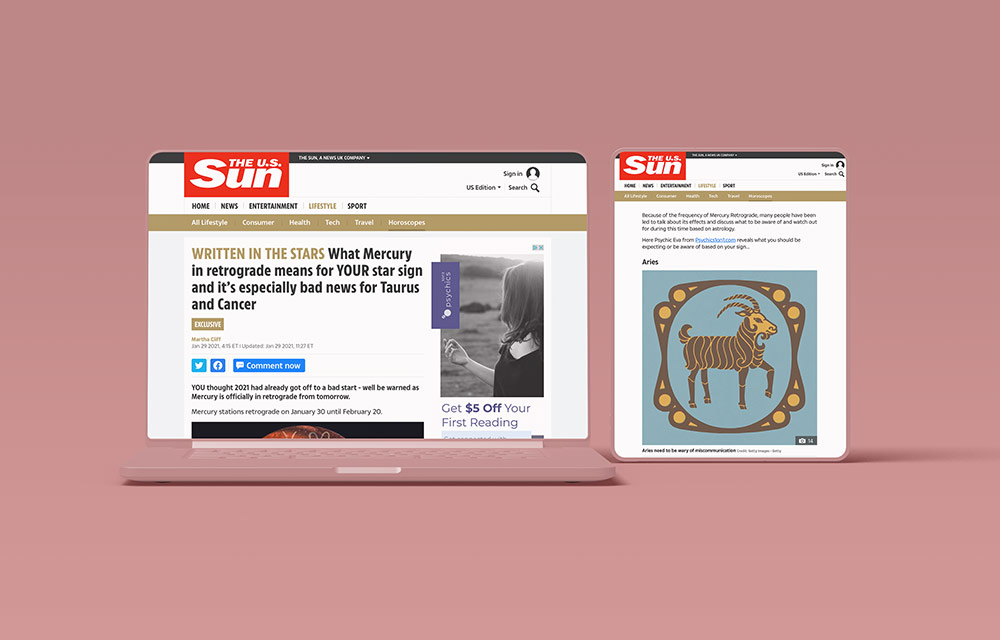 THE U.S.
Sun
THE SUN, A NEWS UK COMPANY
Sign in
US Edition
Search
HOME NEWS ENTERTAINMENT LIFESTYLE SPORT
All Lifestyle Consumer Health Tech Travel Horoscopes
WRITTEN IN THE STARS What Mercury
in retrograde means for YOUR star sign
and it's especially bad news for Taurus
and Cancer
EXCLUSIVE
Martha Cliff
Jan 29 2021, 4:15 ET | Updated: Jan 29 2021, 11:27 ET
Comment now
YOU thought 2021 had already got off to a bad start - well be warned as
Mercury is officially in retrograde from tomorrow.
Mercury stations retrograde on January 30 until February 20.
psychics
Get $5 Off Your
First Reading
Get connected with
THE U.S.
Sun
THE SUN, A NEWS UK COMPANY
Sign in
US Edition
Search
HOME NEWS ENTERTAINMENT LIFESTYLE SPORT
All Lifestyle Consumer Health Tech Travel Horoscopes
Because of the frequency of Mercury Retrograde, many people have been
led to talk about its effects and discuss what to be aware of and watch out
for during this time based on astrology.
Here Psychic Eva from Psychics1on1.com reveals what you should be
expecting or be aware of based on your sign...
Aries
14
Aries need to be wary of miscommunication Credit: Getty Images - Getty